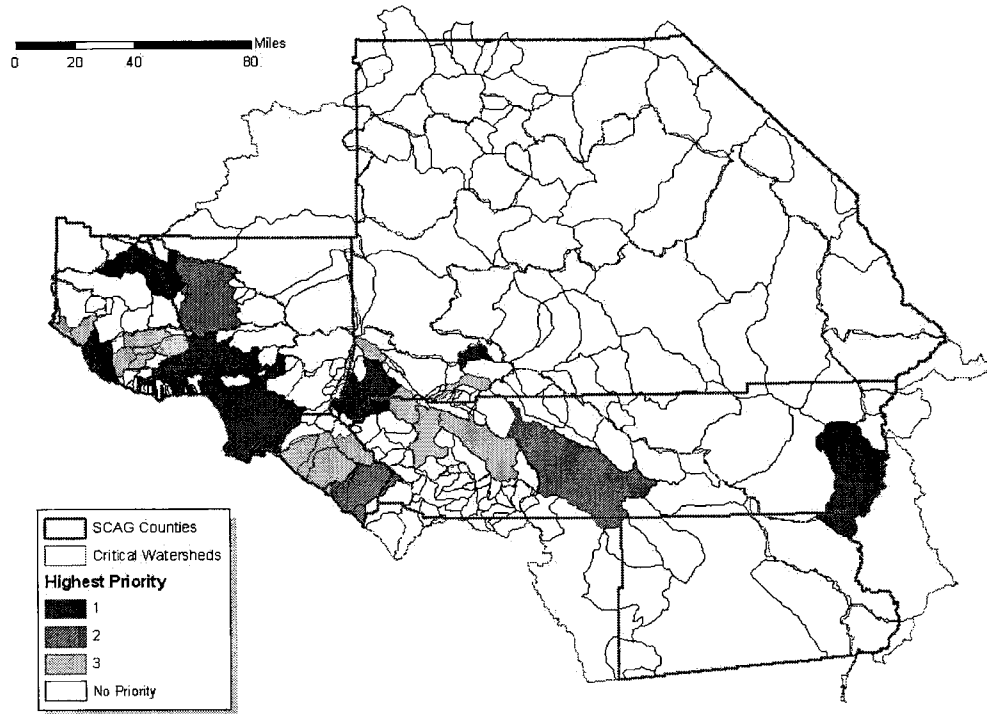 Miles
0 20 40 80
SCAG Counties
Critical Watersheds
Highest Priority
1
2
3
No Priority